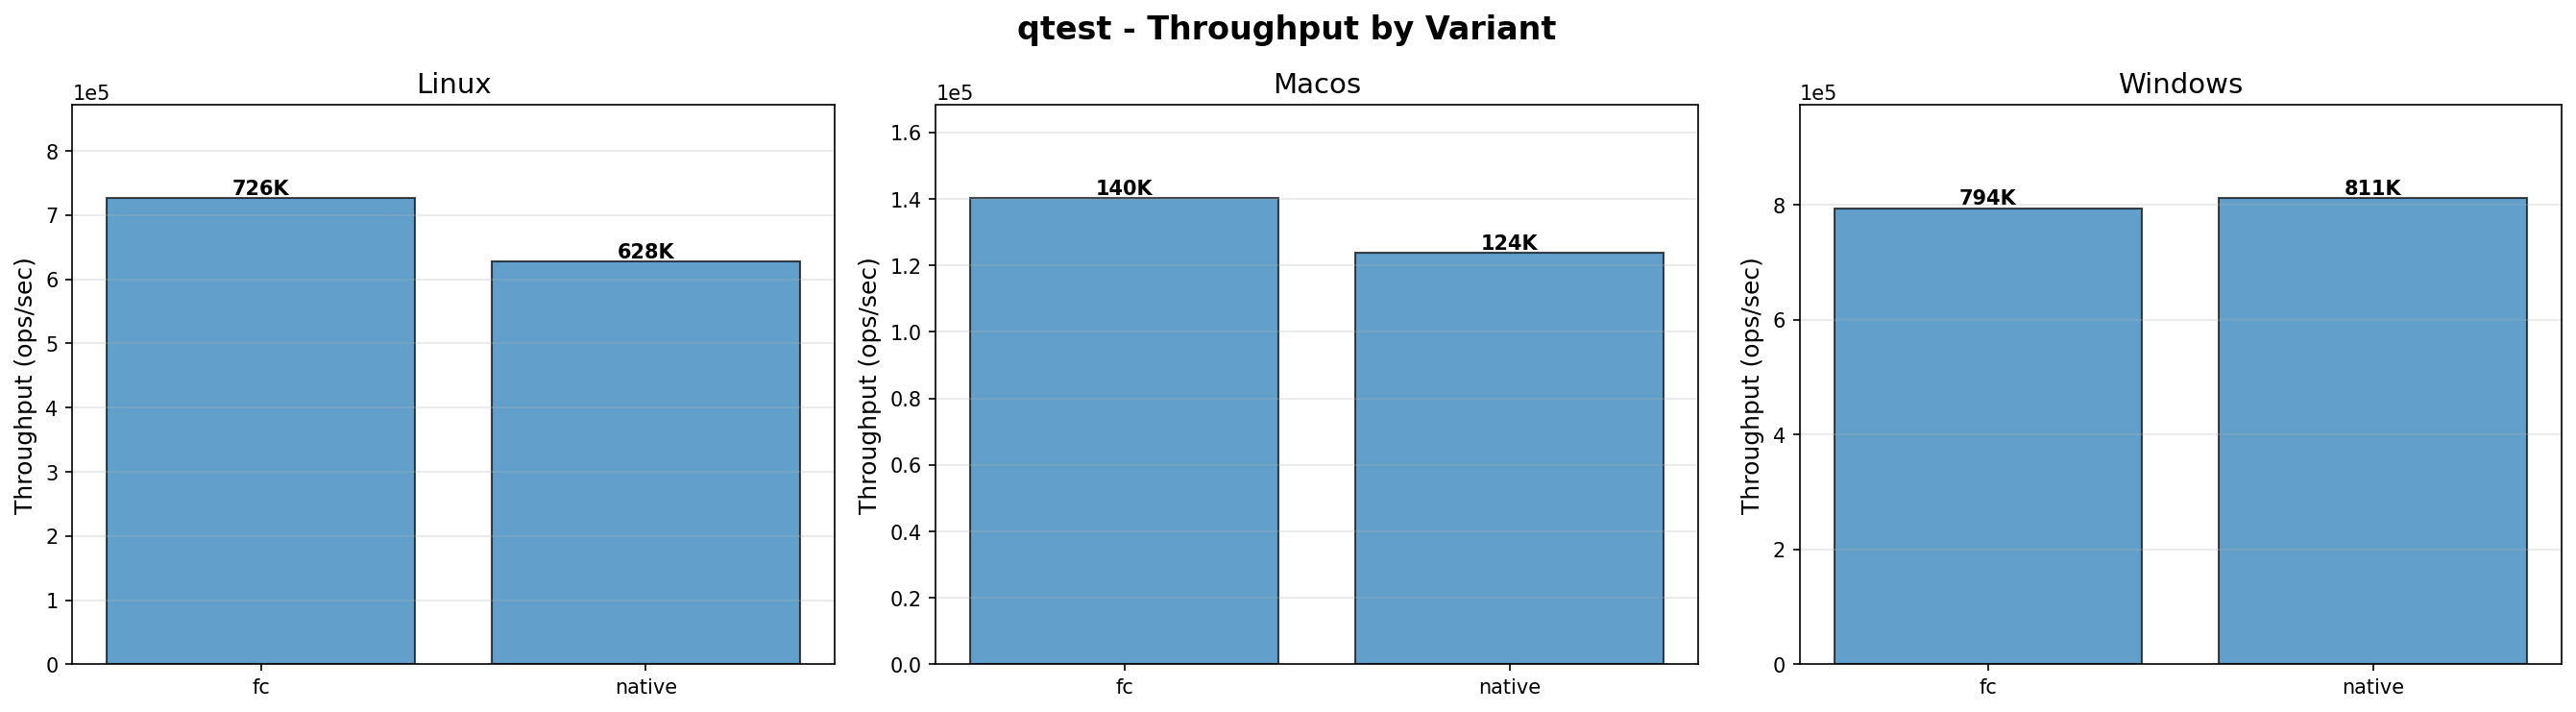 qtest - Throughput by Variant
Linux
1e5
Throughput (ops/sec)
8
7
6
5
4
3
2
1
0
726K
628K
fc
native
Macos
1e5
Throughput (ops/sec)
1.6
1.4
1.2
1.0
0.8
0.6
0.4
0.2
0.0
140K
124K
fc
native
Windows
1e5
Throughput (ops/sec)
8
6
4
2
0
794K
811K
fc
native